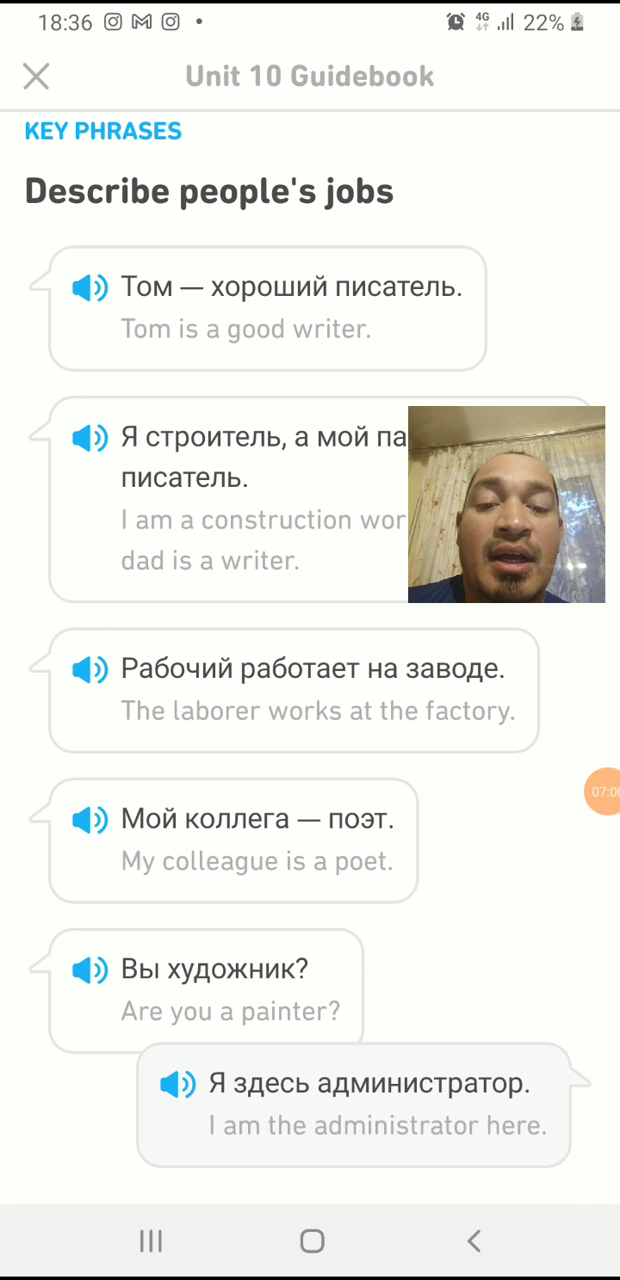 18:36
4G
22%
Unit 10 Guidebook
KEY PHRASES
Describe people's jobs
Том — хороший писатель.
Tom is a good writer.
Я строитель, а мой
писатель.
I am a construction
dad is a writer.
Рабочий работает на заводе.
The laborer works at the factory.
Мой коллега — поэт.
My colleague is a poet.
Вы художник?
Are you a painter?
Я здесь администратор.
I am the administrator here.